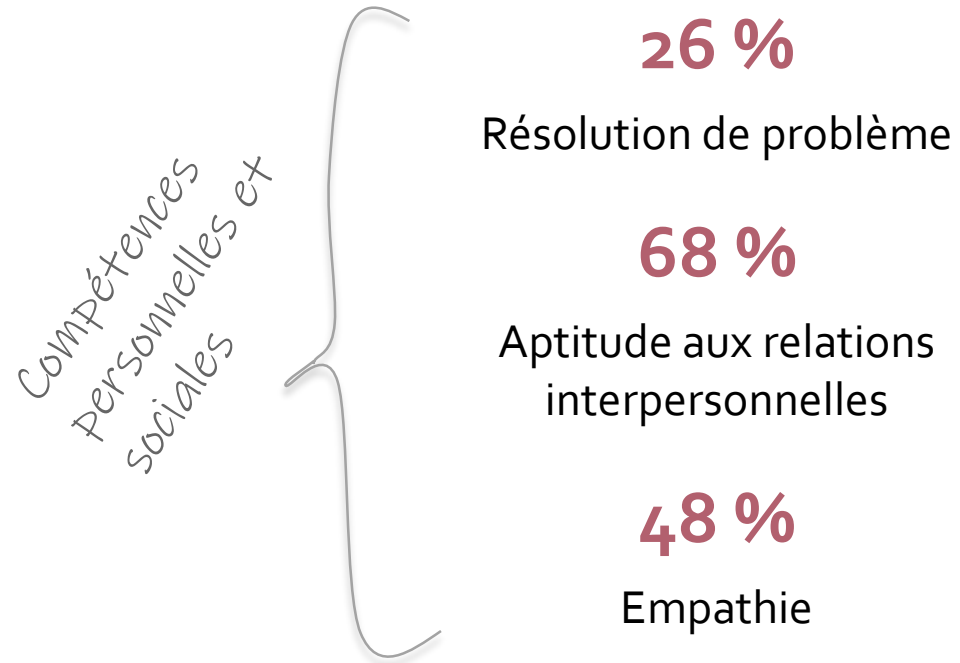 Compétences
personnelles et
sociales
26 %
Résolution de problème
68 %
Aptitude aux relations
interpersonnelles
48 %
Empathie